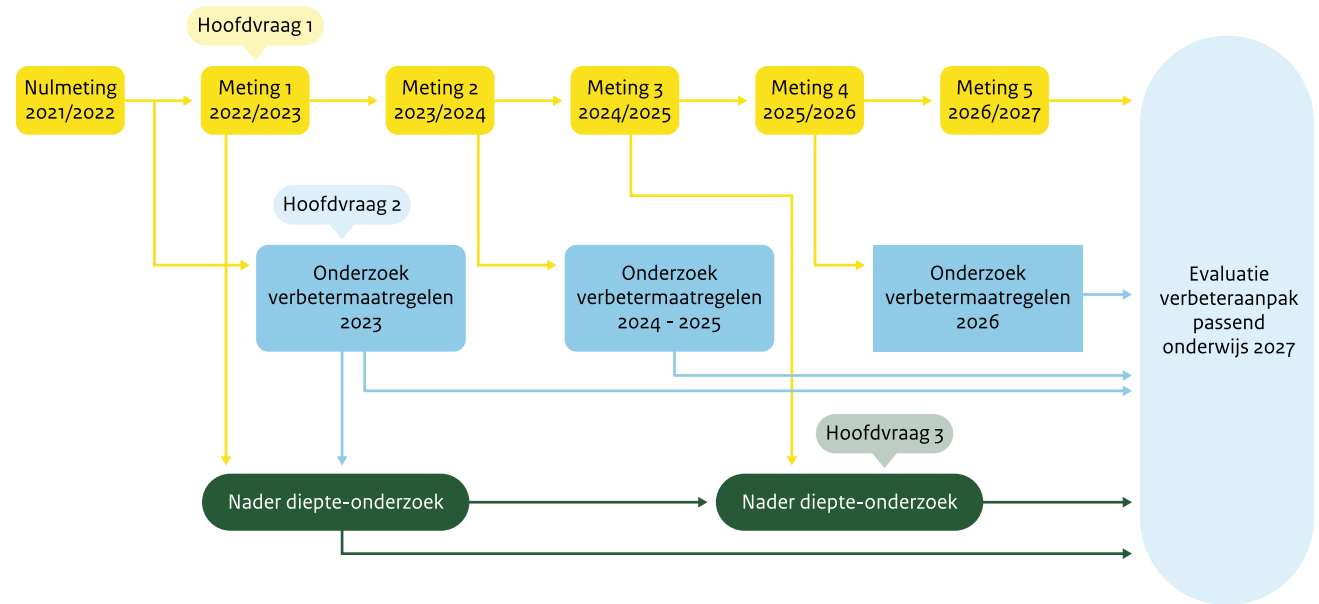 Hoofdvraag 1
Nulmeting
2021/2022
Meting 1
2022/2023
Meting 2
2023/2024
Meting 3
2024/2025
Meting 4
2025/2026
Meting 5
2026/2027
Hoofdvraag 2
Onderzoek
verbetermaatregelen
2023
Onderzoek
verbetermaatregelen
2024 - 2025
Onderzoek
verbetermaatregelen
2026
Evaluatie
verbeteraanpak
passend
onderwijs 2027
Hoofdvraag 3
Nader diepte-onderzoek
Nader diepte-onderzoek